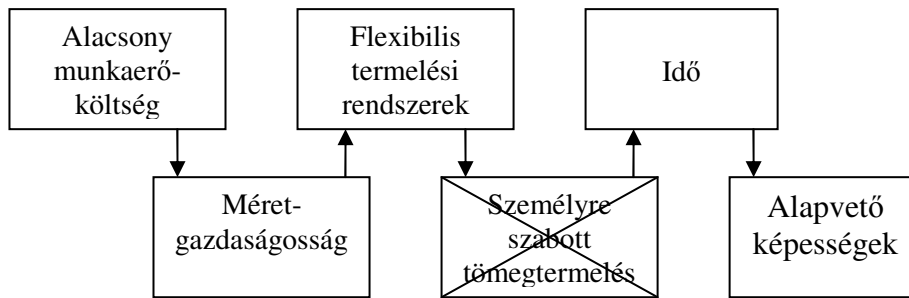 Alacsony
munkaerő-
költség
Flexibilis
termelési
rendszerek
Idő
Méret-
gazdaságosság
Személyre
szabott
tömegtermelés
Alapvető
képességek